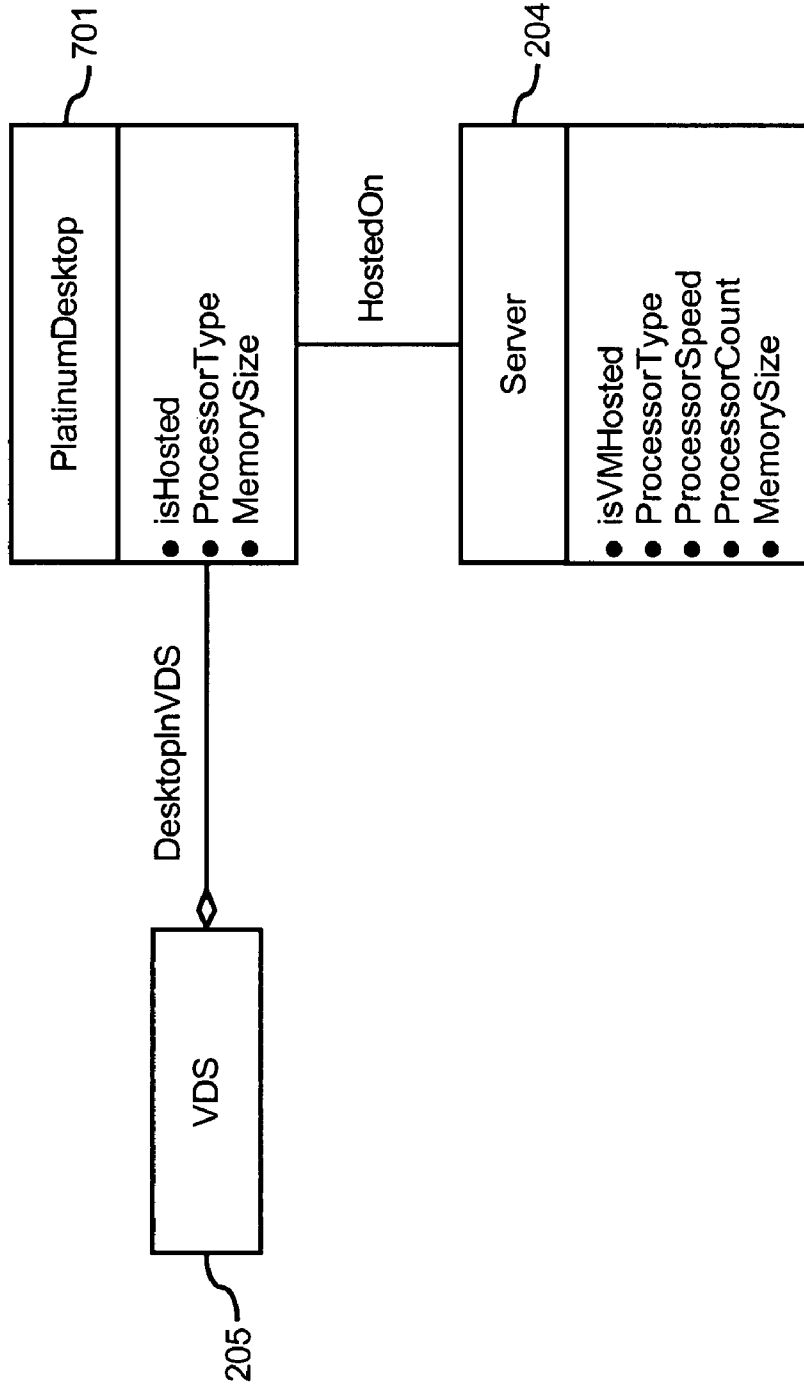 205
VDS
DesktopInVDS
PlatinumDesktop
701
● isHosted
● ProcessorType
● MemorySize
HostedOn
Server
204
● isVMHosted
● ProcessorType
● ProcessorSpeed
● ProcessorCount
● MemorySize